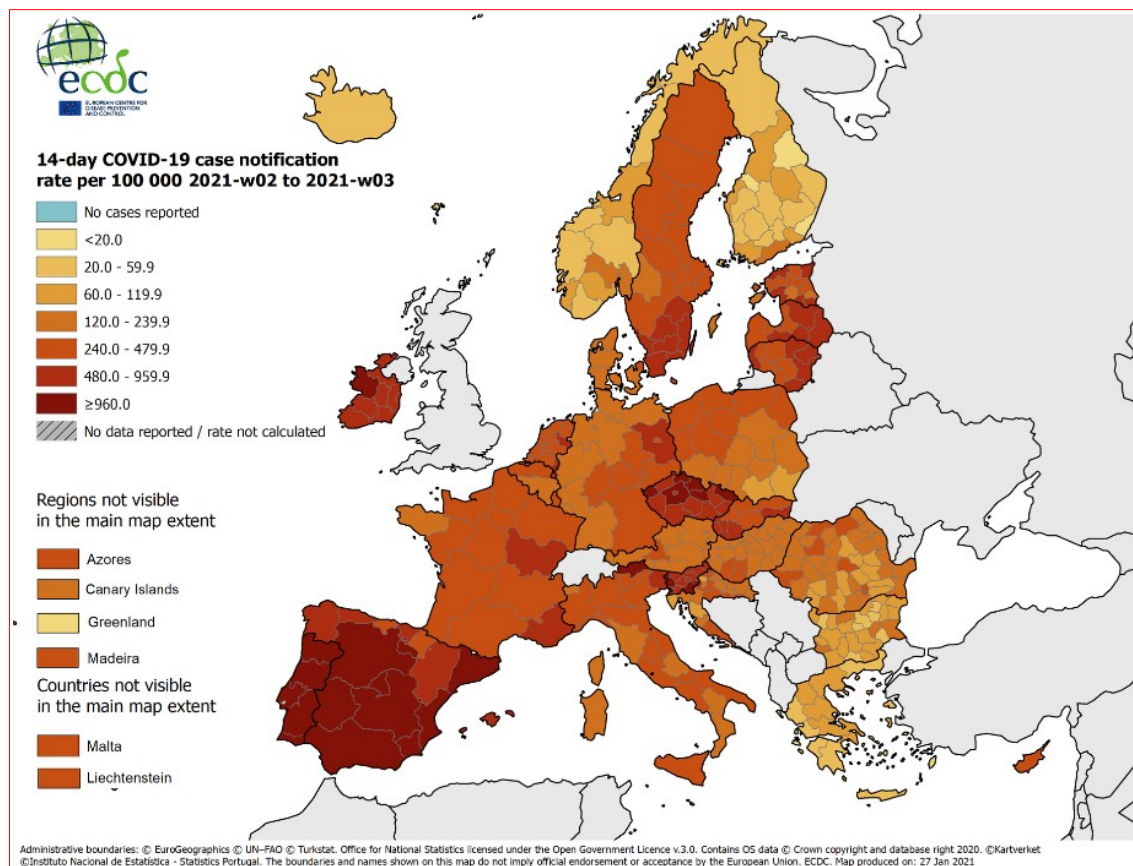 ecdc
EUROPEAN CENTRE FOR
DISEASE PREVENTION
AND CONTROL
14-day COVID-19 case notification
rate per 100 000 2021-w02 to 2021-w03
No cases reported
<20.0
20.0 - 59.9
60.0 - 119.9
120.0 - 239.9
240.0 - 479.9
480.0 - 959.9
≥960.0
No data reported / rate not calculated
Regions not visible
in the main map extent
Azores
Canary Islands
Greenland
Madeira
Countries not visible
in the main map extent
Malta
Liechtenstein
Administrative boundaries: © EuroGeographics © UN–FAO © Turkstat. Office for National Statistics licensed under the Open Government Licence v.3.0. Contains OS data © Crown copyright and database right 2020. ©Kartverket
©Instituto Nacional de Estatística - Statistics Portugal. The boundaries and names shown on this map do not imply official endorsement or acceptance by the European Union. ECDC. Map produced on: 27 Jan 2021